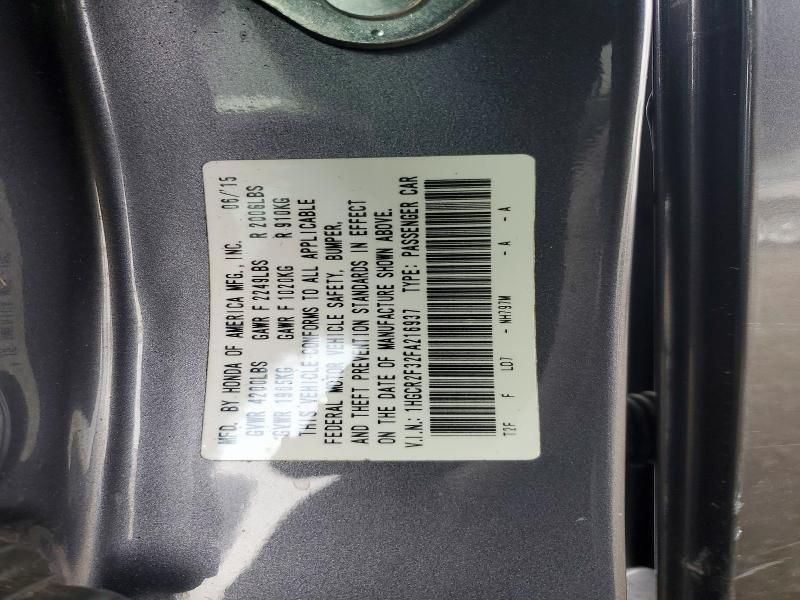 MFD. BY HONDA OF AMERICA MFG., INC. 06/'15
GVWR 4200LBS GAWR F 2249LBS R 2006LBS
GVWR 1905KG GAWR F 1020KG R 910KG
THIS VEHICLE CONFORMS TO ALL APPLICABLE
FEDERAL MOTOR VEHICLE SAFETY, BUMPER,
AND THEFT PREVENTION STANDARDS IN EFFECT
ON THE DATE OF MANUFACTURE SHOWN ABOVE.
V.I.N.: 1HGCR2F32FA216937 TYPE: PASSENGER CAR
T2F F LD7 - NH793M - A - A